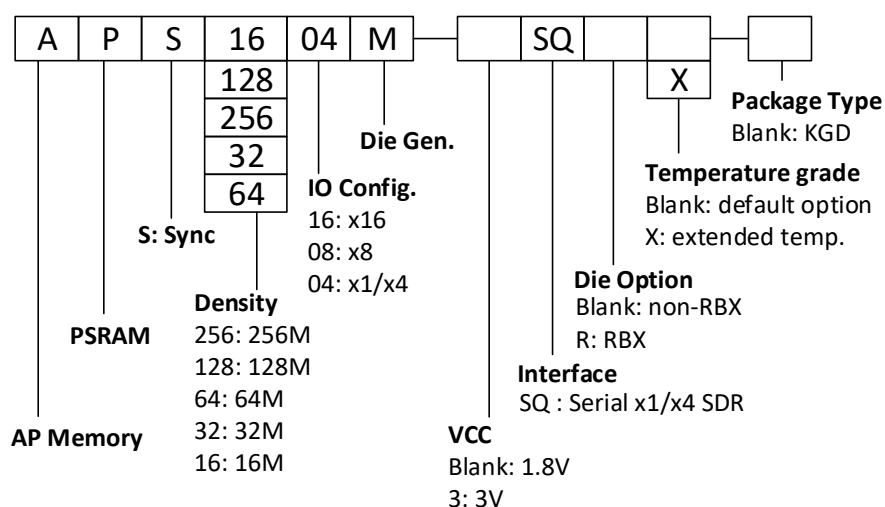 A P S 16 04 M SQ
128
256
32
64
X
Package Type
Blank: KGD
Die Gen.
Temperature grade
Blank: default option
X: extended temp.
IO Config.
16: x16
08: x8
04: x1/x4
S: Sync
Die Option
Blank: non-RBX
R: RBX
Density
256: 256M
128: 128M
64: 64M
32: 32M
16: 16M
PSRAM
Interface
SQ : Serial x1/x4 SDR
AP Memory
VCC
Blank: 1.8V
3: 3V